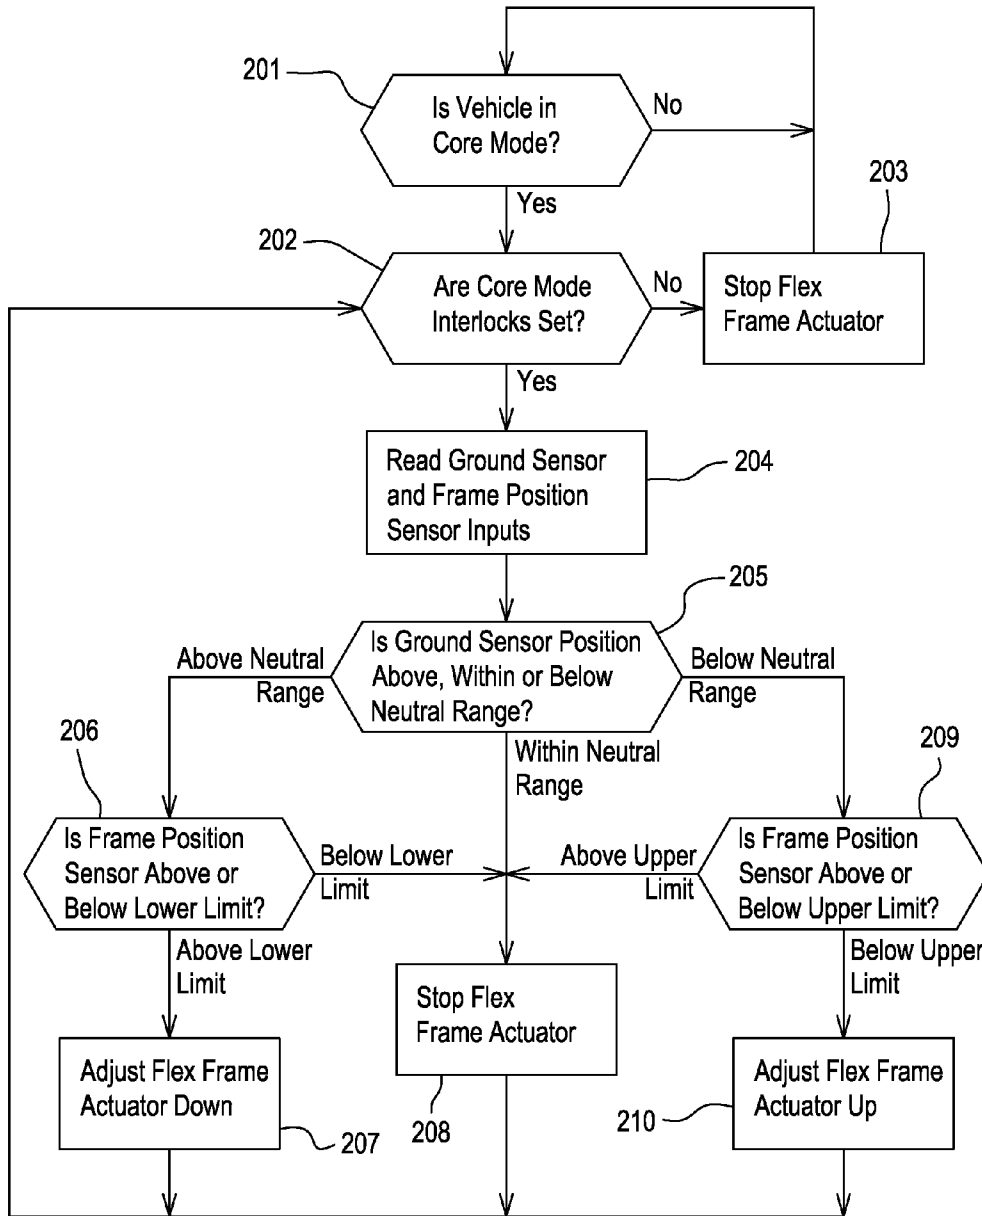 201
Is Vehicle in
Core Mode?
No
Yes
203
202
Are Core Mode
Interlocks Set?
No
Stop Flex
Frame Actuator
Yes
Read Ground Sensor
and Frame Position
Sensor Inputs
204
205
Is Ground Sensor Position
Above, Within or Below
Neutral Range?
Above Neutral
Range
Below Neutral
Range
Within Neutral
Range
206
209
Is Frame Position
Sensor Above or
Below Lower Limit?
Below Lower
Limit
Above Upper
Limit
Is Frame Position
Sensor Above or
Below Upper Limit?
Above Lower
Limit
Below Upper
Limit
Stop Flex
Frame Actuator
Adjust Flex Frame
Actuator Down
Adjust Flex Frame
Actuator Up
207
208
210